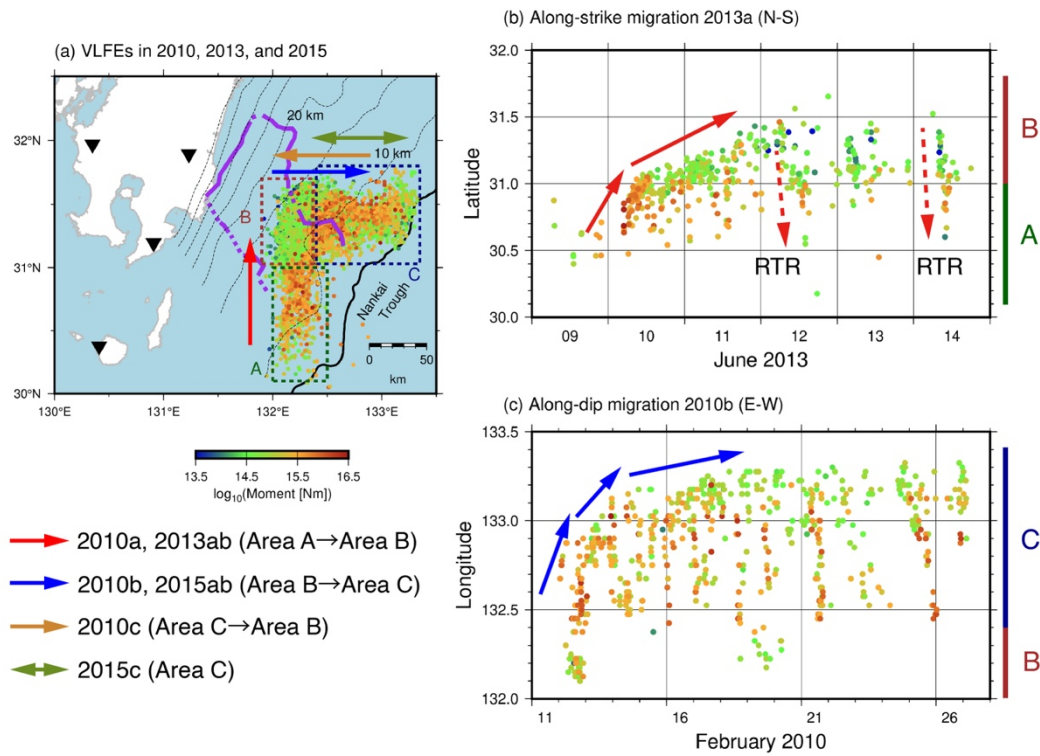 (a) VLFEs in 2010, 2013, and 2015
32°N
31°N
30°N
130°E
131°E
132°E
133°E
20 km
10 km
B
C
A
Nankai
Trough
0
50
km
13.5
14.5
15.5
16.5
log10(Moment [Nm])
2010a, 2013ab (Area A→Area B)
2010b, 2015ab (Area B→Area C)
2010c (Area C→Area B)
2015c (Area C)
(b) Along-strike migration 2013a (N-S)
32.0
31.5
31.0
30.5
30.0
Latitude
RTR
RTR
09
10
11
12
13
14
June 2013
B
A
(c) Along-dip migration 2010b (E-W)
133.5
133.0
132.5
132.0
Longitude
11
16
21
26
February 2010
C
B